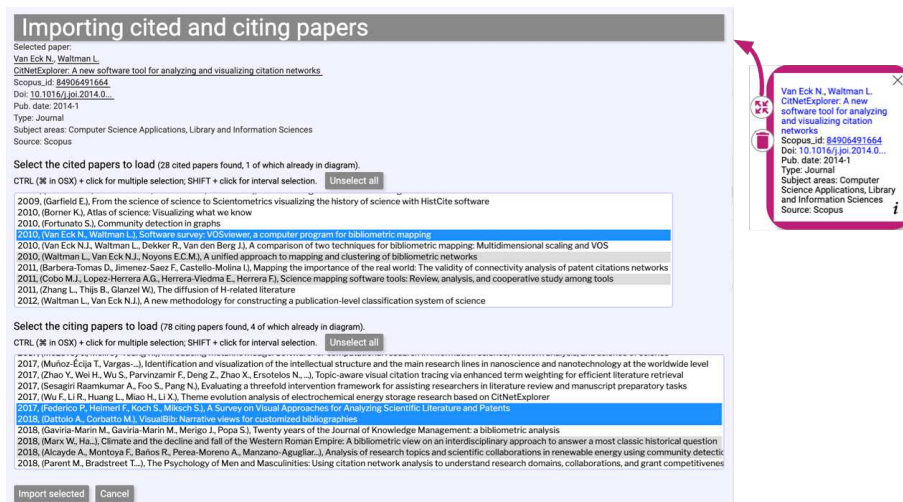 Importing cited and citing papers
Selected paper:
Van Eck N., Waltman L.
CitNetExplorer: A new software tool for analyzing and visualizing citation networks
Scopus_id: 84906491664
Doi: 10.1016/j.joi.2014.0...
Pub. date: 2014-1
Type: Journal
Subject areas: Computer Science Applications, Library and Information Sciences
Source: Scopus
Select the cited papers to load (28 cited papers found, 1 of which already in diagram).
CTRL (⌘ in OSX) + click for multiple selection; SHIFT + click for interval selection. Unselect all
2009, (Garfield E.), From the science of science to Scientometrics visualizing the history of science with HistCite software
2010, (Borner K.), Atlas of science: Visualizing what we know
2010, (Fortunato S.), Community detection in graphs
2010, (Van Eck N., Waltman L.), Software survey: VOSviewer, a computer program for bibliometric mapping
2010, (Van Eck N.J., Waltman L., Dekker R., Van den Berg J.), A comparison of two techniques for bibliometric mapping: Multidimensional scaling and VOS
2010, (Waltman L., Van Eck N.J., Noyons E.C.M.), A unified approach to mapping and clustering of bibliometric networks
2011, (Barbera-Tomas D., Jimenez-Saez F., Castello-Molina I.), Mapping the importance of the real world: The validity of connectivity analysis of patent citations networks
2011, (Cobo M.J., Lopez-Herrera A.G., Herrera-Viedma E., Herrera F.), Science mapping software tools: Review, analysis, and cooperative study among tools
2011, (Zhang L., Thijs B., Glanzel W.), The diffusion of H-related literature
2012, (Waltman L., Van Eck N.J.), A new methodology for constructing a publication-level classification system of science
Select the citing papers to load (78 citing papers found, 4 of which already in diagram).
CTRL (⌘ in OSX) + click for multiple selection; SHIFT + click for interval selection. Unselect all
2017, (Muñoz-Écija T., Vargas-...), Identification and visualization of the intellectual structure and the main research lines in nanoscience and nanotechnology at the worldwide level
2017, (Zhao Y., Wei H., Wu S., Parvinzamir F., Deng Z., Zhao X., Ersotelos N., ...), Topic-aware visual citation tracing via enhanced term weighting for efficient literature retrieval
2017, (Sesagiri Raamkumar A., Foo S., Pang N.), Evaluating a threefold intervention framework for assisting researchers in literature review and manuscript preparatory tasks
2017, (Wu F., Li R., Huang L., Miao H., Li X.), Theme evolution analysis of electrochemical energy storage research based on CitNetExplorer
2017, (Federico P., Heimerl F., Koch S., Miksch S.), A Survey on Visual Approaches for Analyzing Scientific Literature and Patents
2018, (Dattolo A., Corbatto M.), VisualBib: Narrative views for customized bibliographies
2018, (Gaviria-Marin M., Gaviria-Marin M., Merigo J., Popa S.), Twenty years of the Journal of Knowledge Management: a bibliometric analysis
2018, (Marx W., Ha...), Climate and the decline and fall of the Western Roman Empire: A bibliometric view on an interdisciplinary approach to answer a most classic historical question
2018, (Alcayde A., Montoya F., Baños R., Perea-Moreno A., Manzano-Agugliar...), Analysis of research topics and scientific collaborations in renewable energy using community detectic
2018, (Parent M., Bradstreet T....), The Psychology of Men and Masculinities: Using citation network analysis to understand research domains, collaborations, and grant competitivenes
Import selected Cancel
Van Eck N., Waltman L.
CitNetExplorer: A new
software tool for analyzing
and visualizing citation
networks
Scopus_id: 84906491664
Doi: 10.1016/j.joi.2014.0...
Pub. date: 2014-1
Type: Journal
Subject areas: Computer
Science Applications, Library
and Information Sciences
Source: Scopus
i